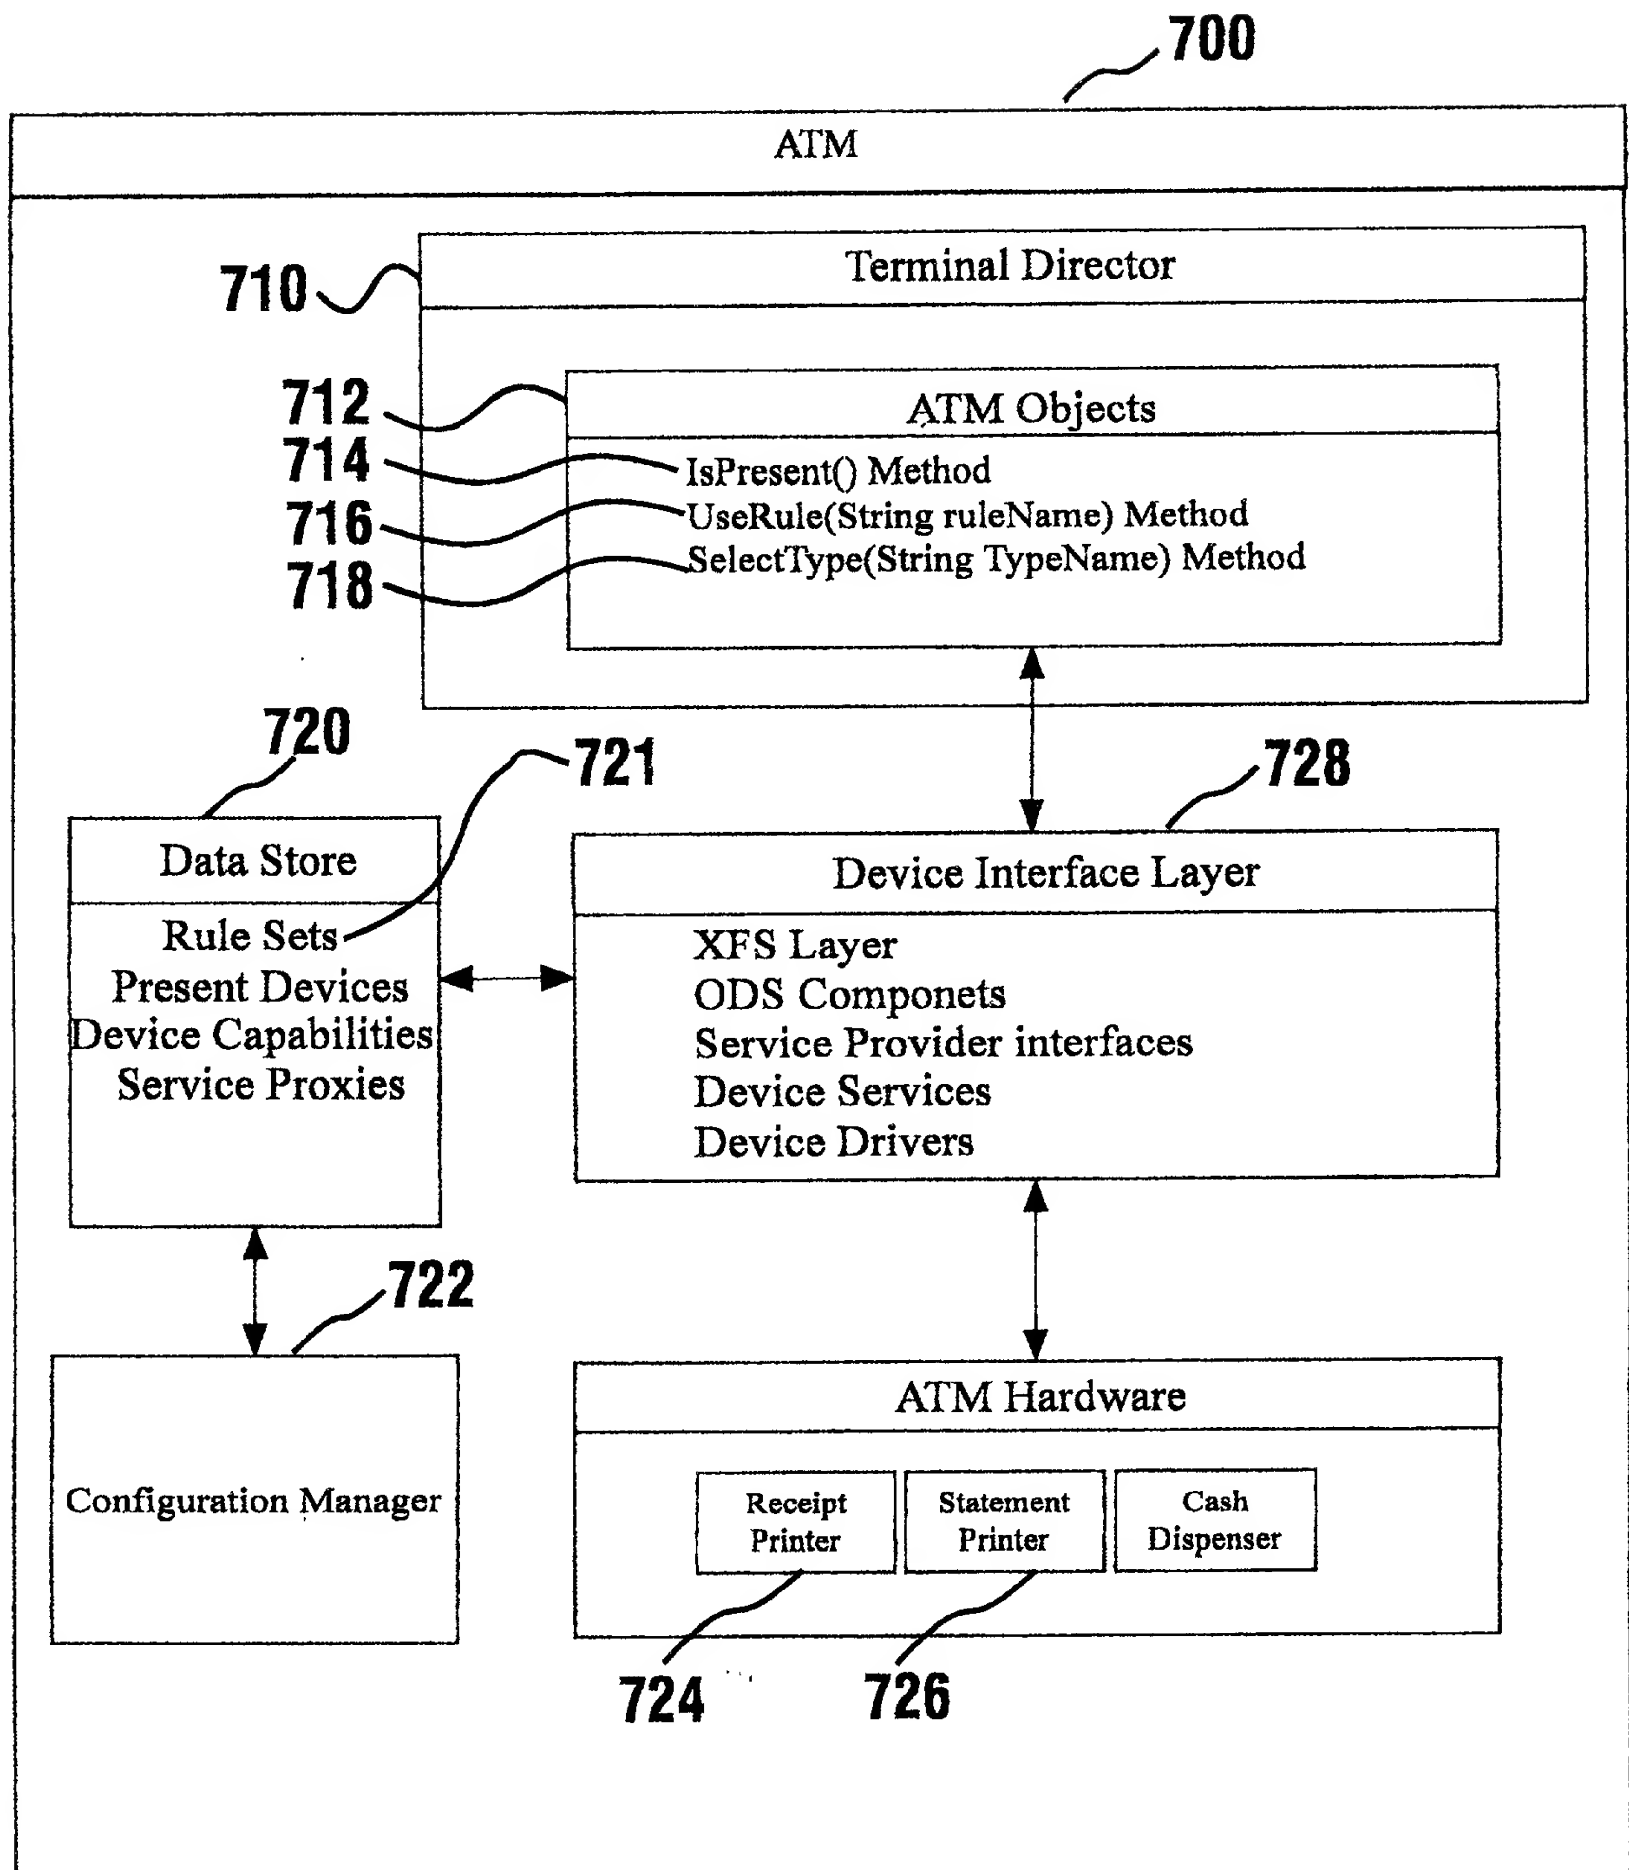 700
ATM
Terminal Director
710
712
ATM Objects
714
IsPresent() Method
716
UseRule(String ruleName) Method
718
SelectType(String TypeName) Method
720
721
728
Data Store
Rule Sets
Present Devices
Device Capabilities
Service Proxies
Device Interface Layer
XFS Layer
ODS Componets
Service Provider interfaces
Device Services
Device Drivers
722
Configuration Manager
ATM Hardware
Receipt
Printer
Statement
Printer
Cash
Dispenser
724
726